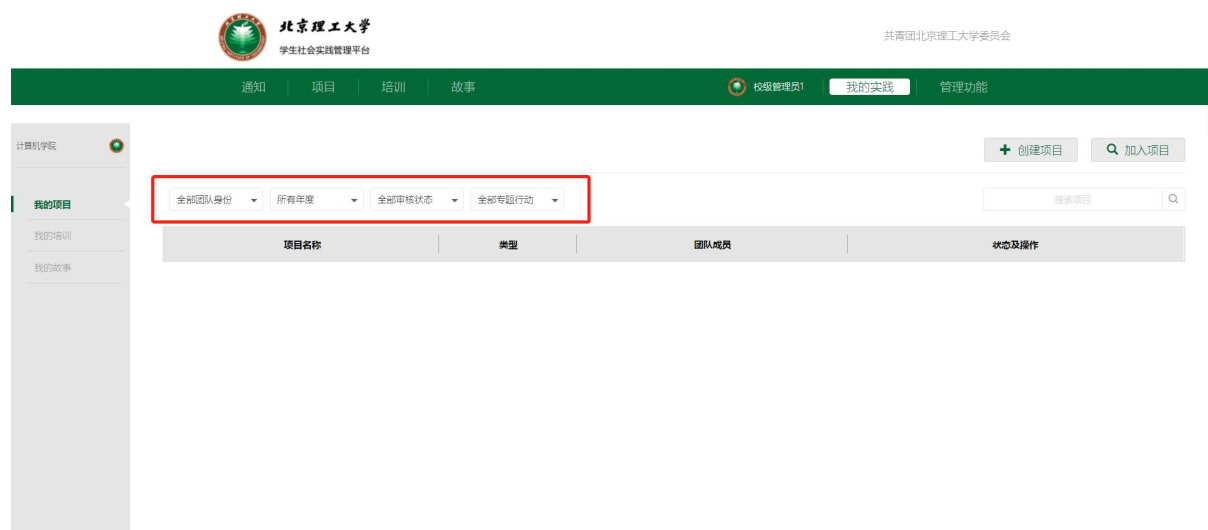 北京理工大学
学生社会实践管理平台
共青团北京理工大学委员会
通知 项目 培训 故事 校级管理员1 我的实践 管理功能
计算机学院
创建项目 加入项目
我的项目
全部团队身份 所有年度 全部审核状态 全部专题行动 搜索项目
我的培训
项目名称 类型 团队成员 状态及操作
我的故事